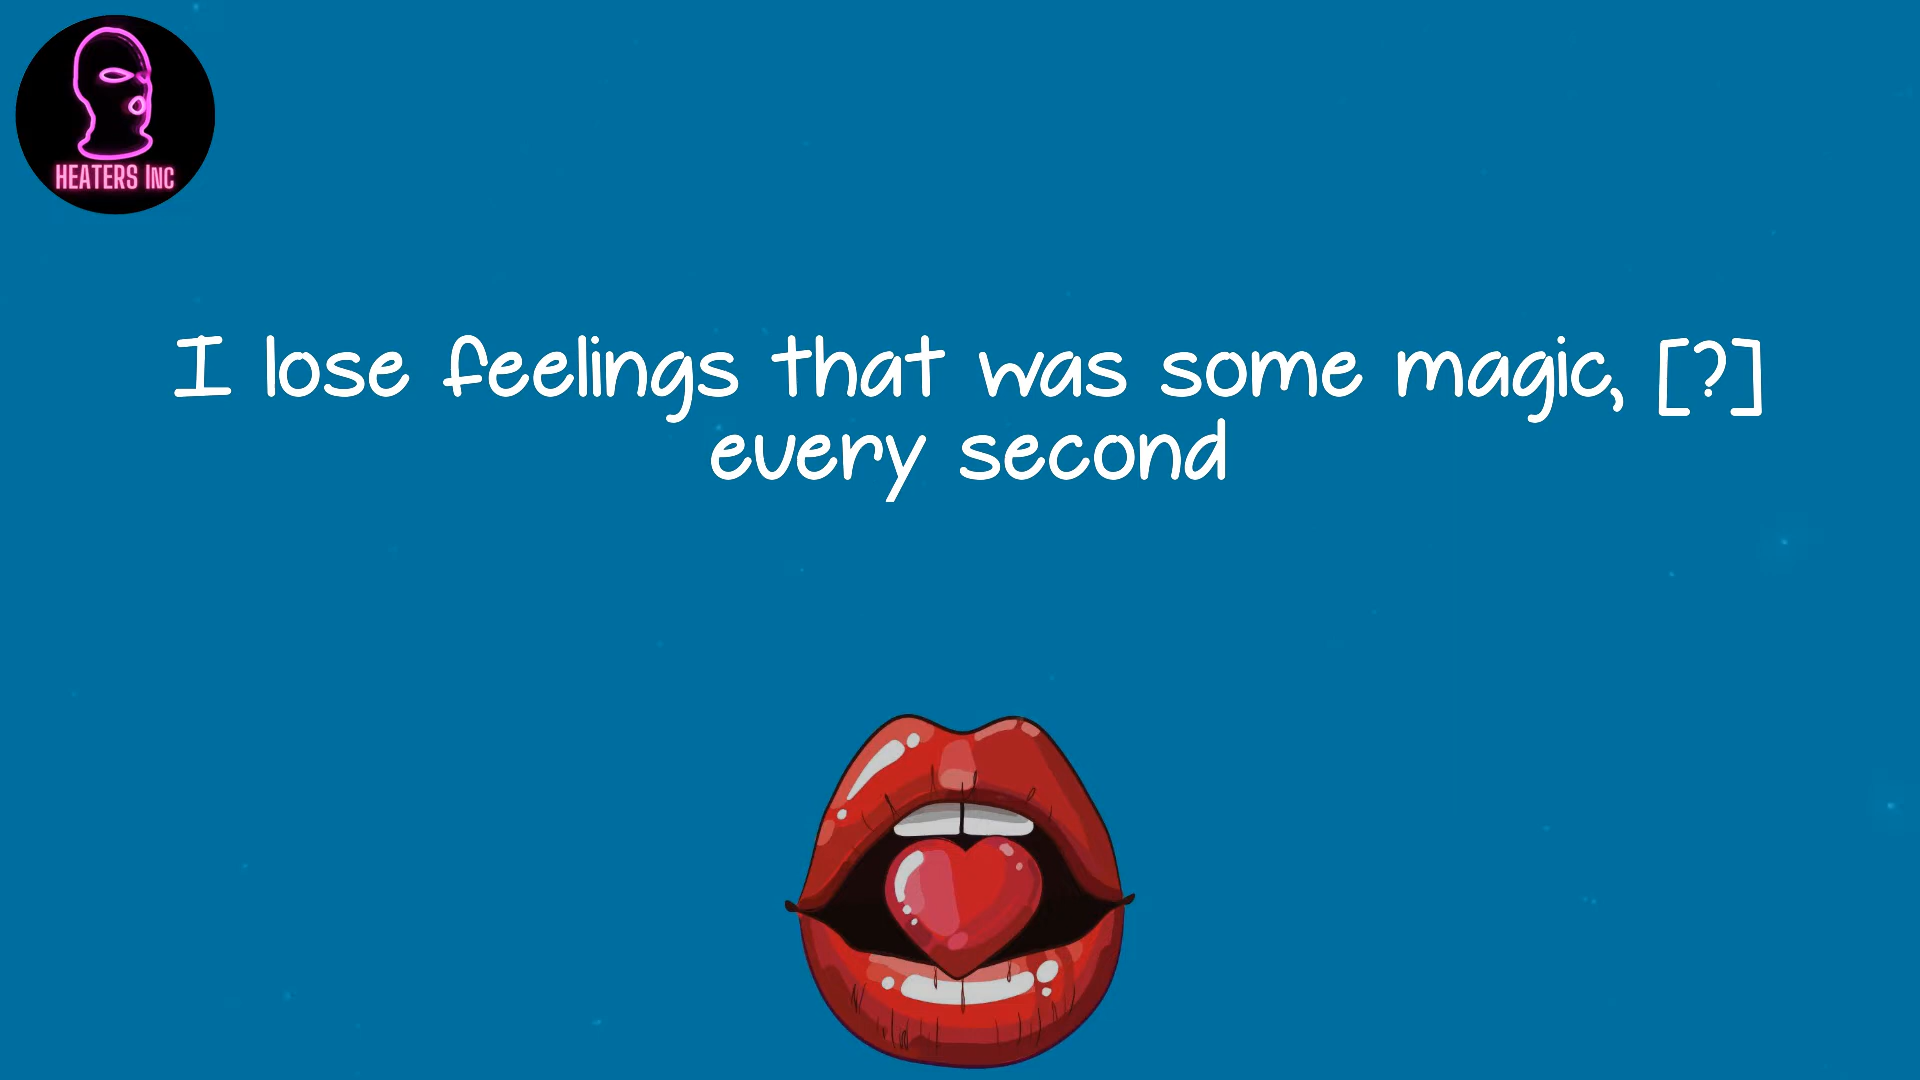 HEATERS INC
I lose feelings that was some magic, [?]
every second